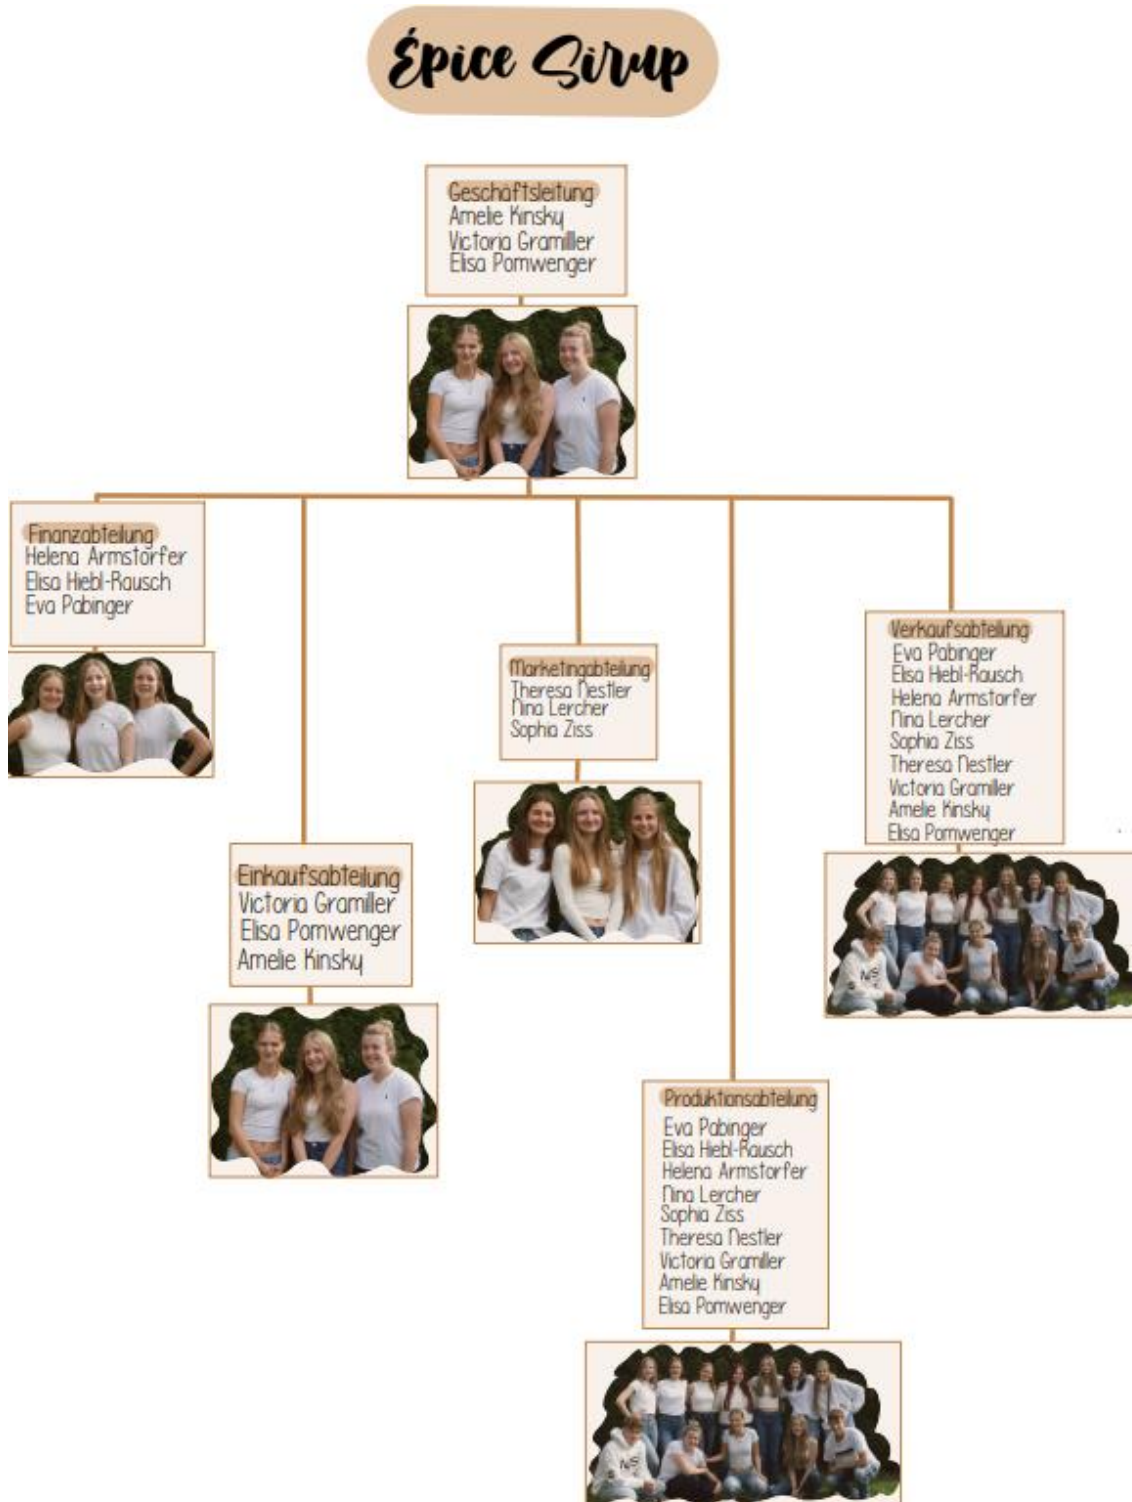 Épice Sirup
Geschäftsleitung
Amelie Kinsky
Victoria Gramilller
Elisa Pomwenger
Finanzabteilung
Helena Armstorfer
Elisa Hiebl-Rausch
Eva Pabinger
Marketingabteilung
Theresa Nestler
Nina Lercher
Sophia Ziss
Verkaufsabteilung
Eva Pabinger
Elisa Hiebl-Rausch
Helena Armstorfer
Nina Lercher
Sophia Ziss
Theresa Nestler
Victoria Gramiller
Amelie Kinsky
Elisa Pomwenger
Einkaufsabteilung
Victoria Gramiller
Elisa Pomwenger
Amelie Kinsky
Produktionsabteilung
Eva Pabinger
Elisa Hiebl-Rausch
Helena Armstorfer
Nina Lercher
Sophia Ziss
Theresa Nestler
Victoria Gramiller
Amelie Kinsky
Elisa Pomwenger